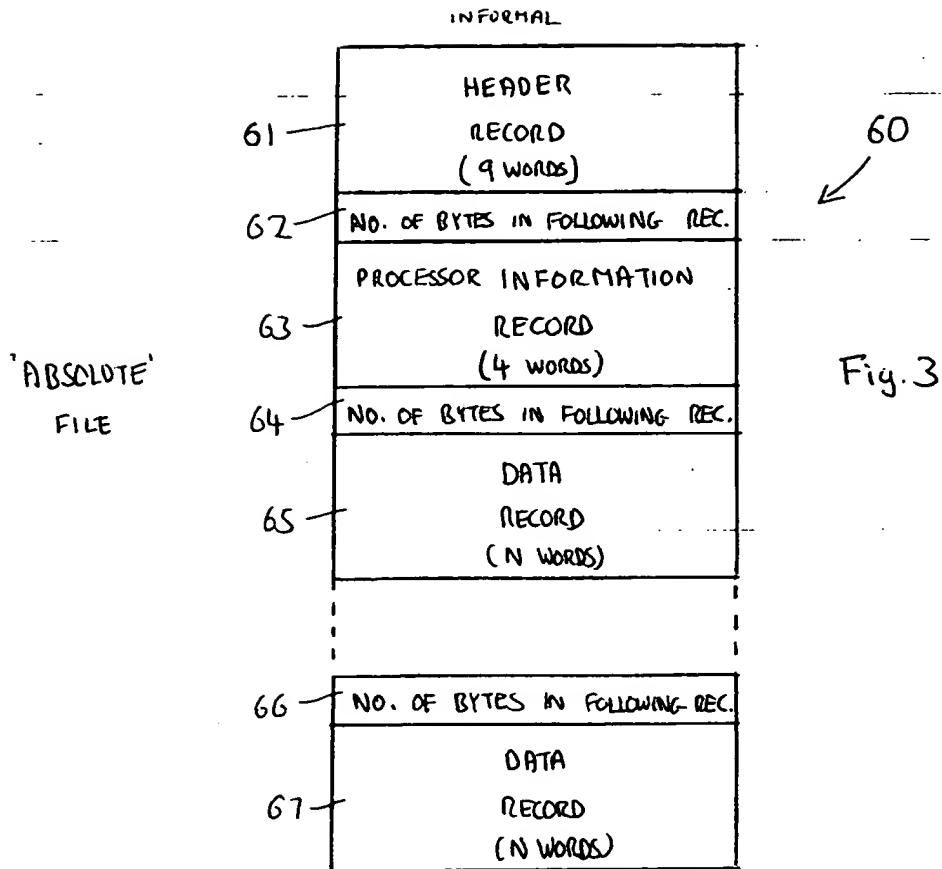 INFORMAL
HEADER
61 RECORD
(9 WORDS)
60
62 NO. OF BYTES IN FOLLOWING REC.
PROCESSOR INFORMATION
63 RECORD
(4 WORDS)
'ABSOLUTE'
FILE
Fig. 3
64 NO. OF BYTES IN FOLLOWING REC.
DATA
65 RECORD
(N WORDS)
66 NO. OF BYTES IN FOLLOWING REC.
DATA
67 RECORD
(N WORDS)